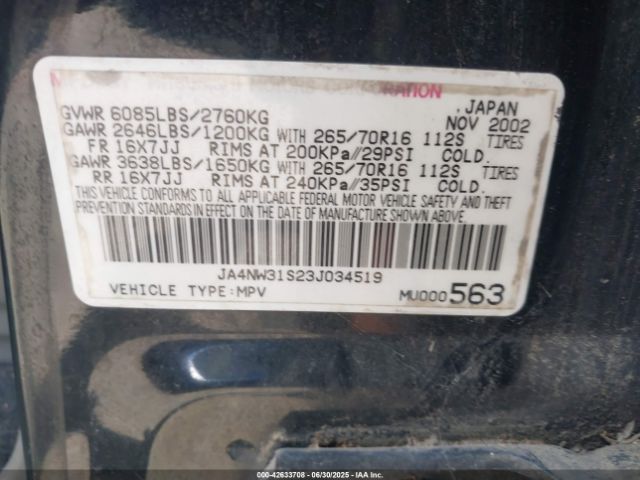 CORPORATION
JAPAN
GVWR 6085LBS/2760KG NOV 2002
GAWR 2646LBS/1200KG WITH 265/70R16 112S TIRES
FR 16X7JJ RIMS AT 200KPa//29PSI COLD.
GAWR 3638LBS/1650KG WITH 265/70R16 112S TIRES
RR 16X7JJ RIMS AT 240KPa//35PSI COLD.
THIS VEHICLE CONFORMS TO ALL APPLICABLE FEDERAL MOTOR VEHICLE SAFETY AND THEFT
PREVENTION STANDARDS IN EFFECT ON THE DATE OF MANUFACTURE SHOWN ABOVE.
JA4NW31S23J034519
VEHICLE TYPE:MPV MU000563
000-42633708 - 06/30/2025 - IAAI.COM